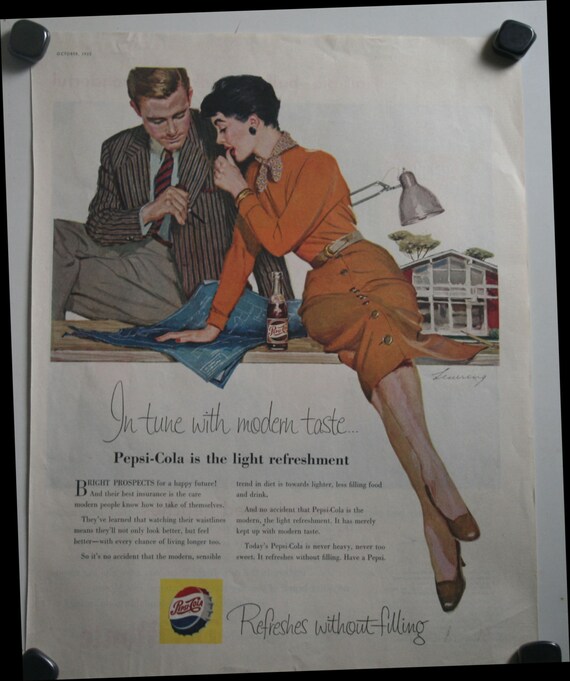 OCTOBER, 1955
PEPSI-COLA
In tune with modern taste...
Pepsi-Cola is the light refreshment
BRIGHT PROSPECTS for a happy future!
And their best insurance is the care
modern people know how to take of themselves.
They've learned that watching their waistlines
means they'll not only look better, but feel
better—with every chance of living longer too.
So it's no accident that the modern, sensible
trend in diet is towards lighter, less filling food
and drink.
And no accident that Pepsi-Cola is the
modern, the light refreshment. It has merely
kept up with modern taste.
Today's Pepsi-Cola is never heavy, never too
sweet. It refreshes without filling. Have a Pepsi.
Pepsi-Cola
Refreshes without filling